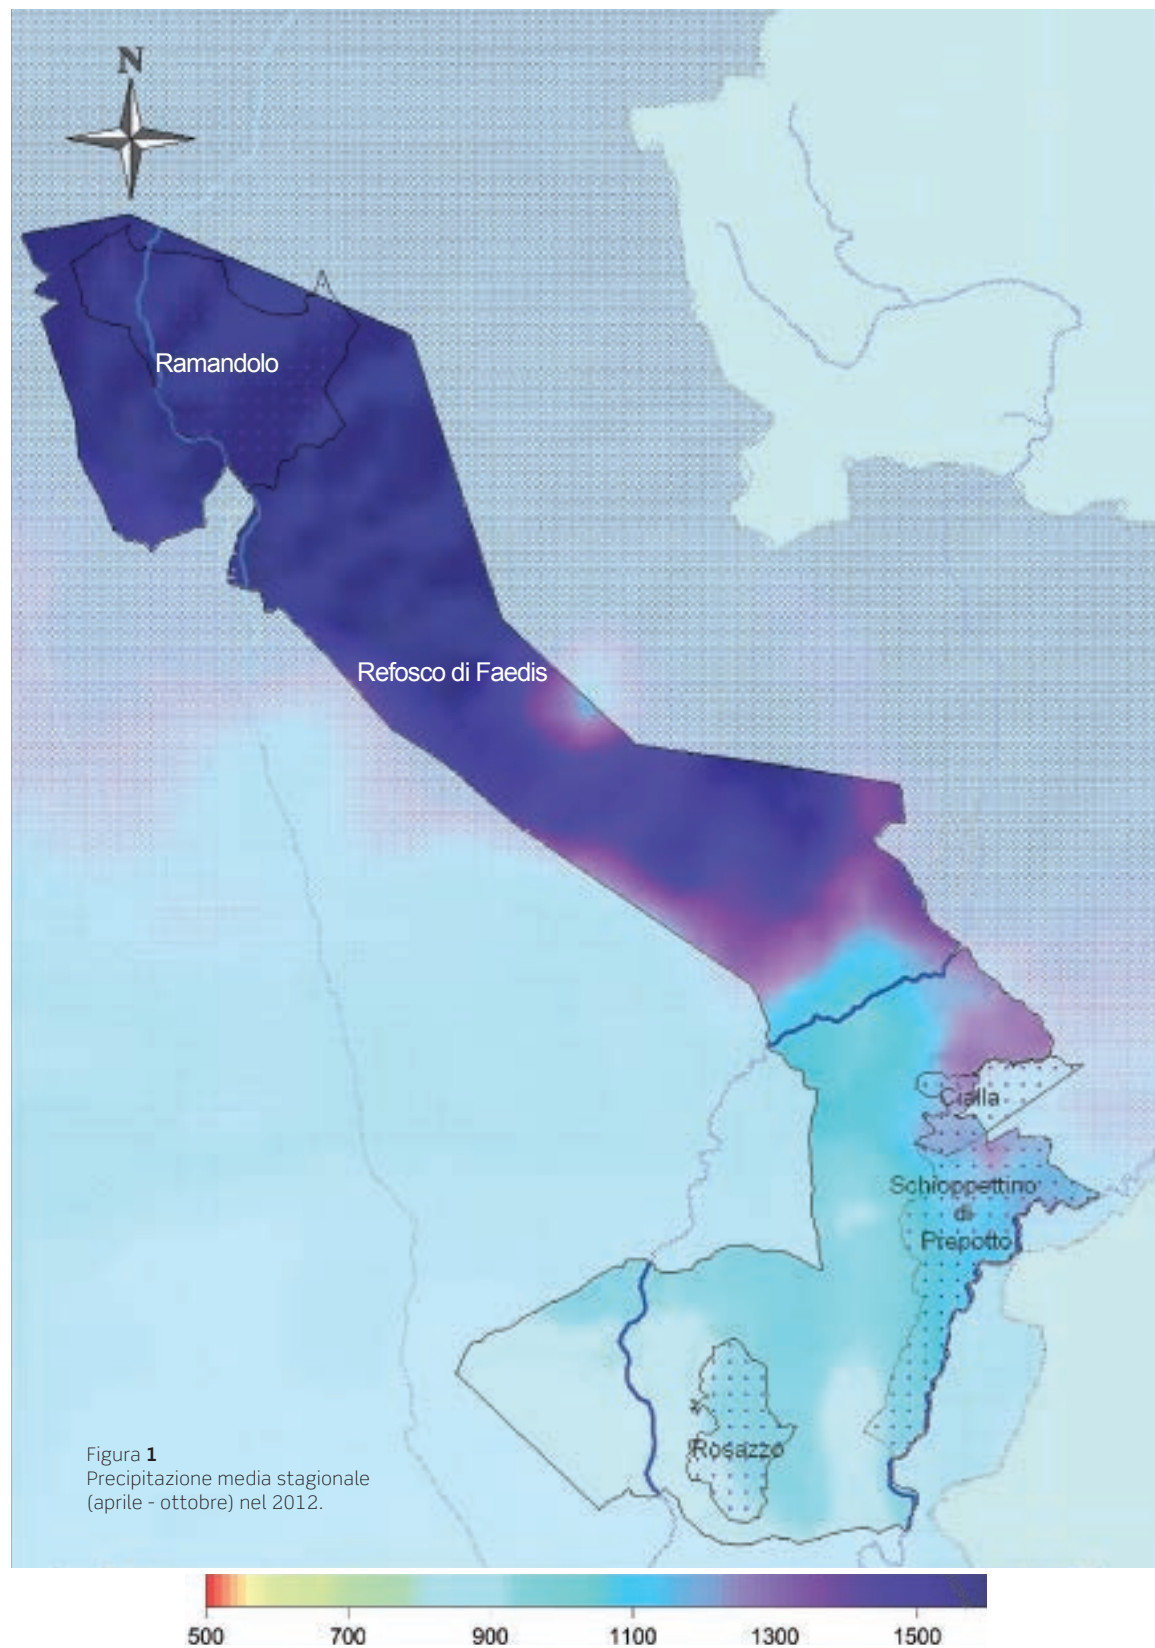 N
Ramandolo
Refosco di Faedis
Cialla
Schioppettino
di
Prepotto
Rosazzo
Figura 1
Precipitazione media stagionale
(aprile - ottobre) nel 2012.
500 700 900 1100 1300 1500